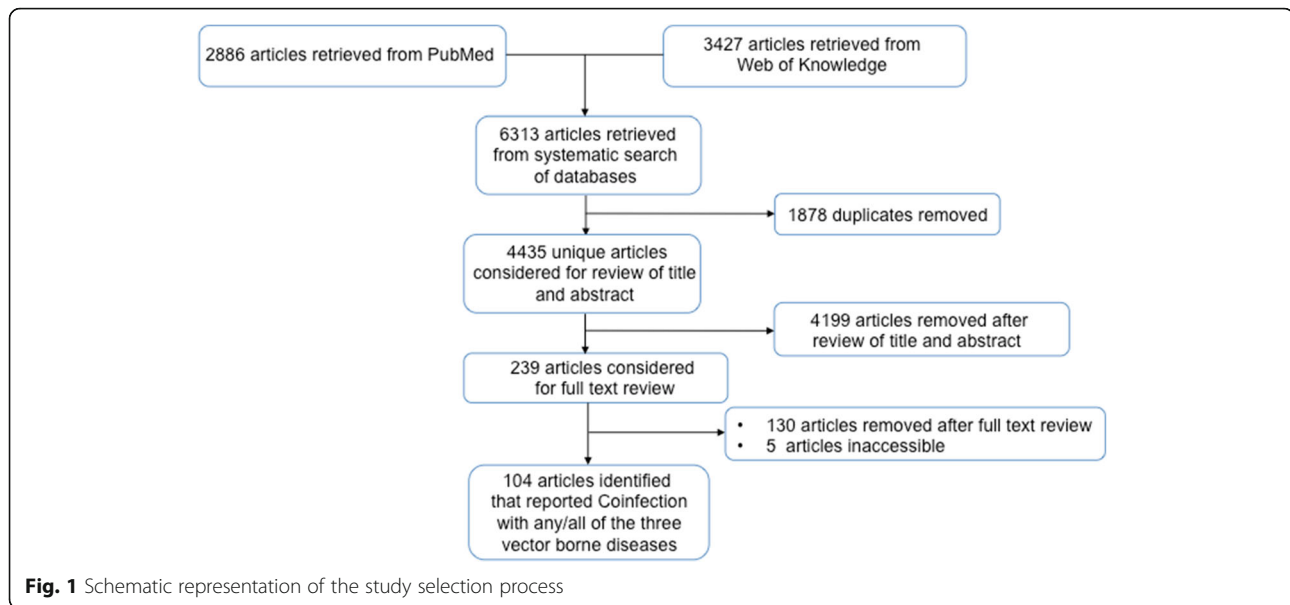 2886 articles retrieved from PubMed
3427 articles retrieved from
Web of Knowledge
6313 articles retrieved
from systematic search
of databases
1878 duplicates removed
4435 unique articles
considered for review of title
and abstract
4199 articles removed after
review of title and abstract
239 articles considered
for full text review
• 130 articles removed after full text review
• 5 articles inaccessible
104 articles identified
that reported Coinfection
with any/all of the three
vector borne diseases
Fig. 1 Schematic representation of the study selection process